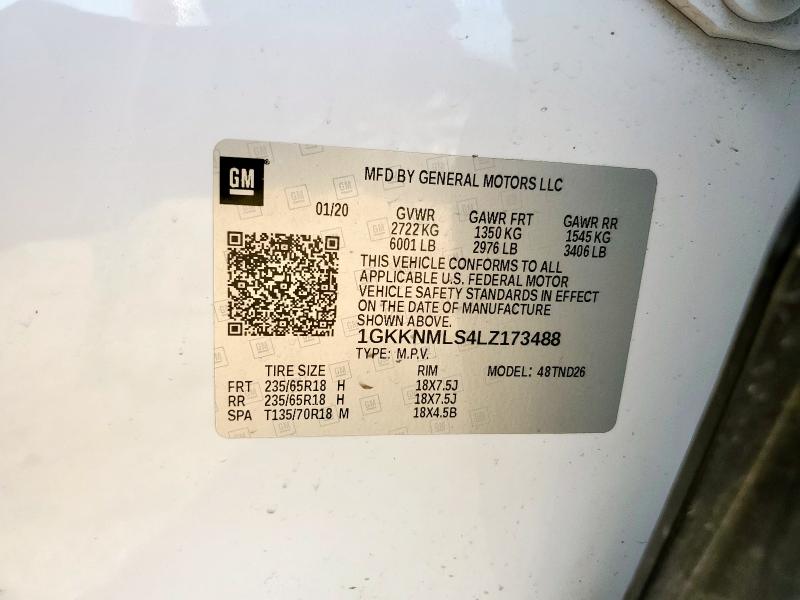 GM
MFD BY GENERAL MOTORS LLC
01/20
GVWR GAWR FRT GAWR RR
2722 KG 1350 KG 1545 KG
6001 LB 2976 LB 3406 LB
THIS VEHICLE CONFORMS TO ALL
APPLICABLE U.S. FEDERAL MOTOR
VEHICLE SAFETY STANDARDS IN EFFECT
ON THE DATE OF MANUFACTURE
SHOWN ABOVE.
1GKKNMLS4LZ173488
TYPE: M.P.V.
TIRE SIZE RIM MODEL: 48TND26
FRT 235/65R18 H 18X7.5J
RR 235/65R18 H 18X7.5J
SPA T135/70R18 M 18X4.5B